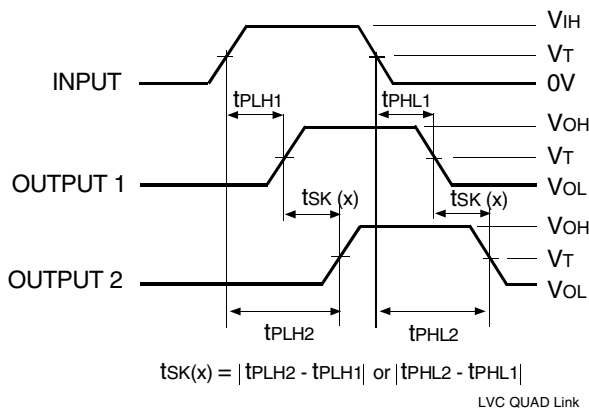 VIH
VT
INPUT
0V
tPLH1
tPHL1
VOH
VT
OUTPUT 1
VOL
tSK (x)
tSK (x)
VOH
VT
OUTPUT 2
VOL
tPLH2
tPHL2
tSK(x) = |tPLH2 - tPLH1| or |tPHL2 - tPHL1|
LVC QUAD Link